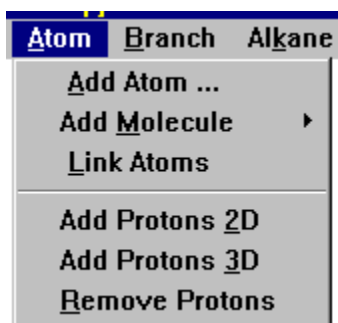 Atom Branch Alkane
Add Atom ...
Add Molecule
Link Atoms
Add Protons 2D
Add Protons 3D
Remove Protons